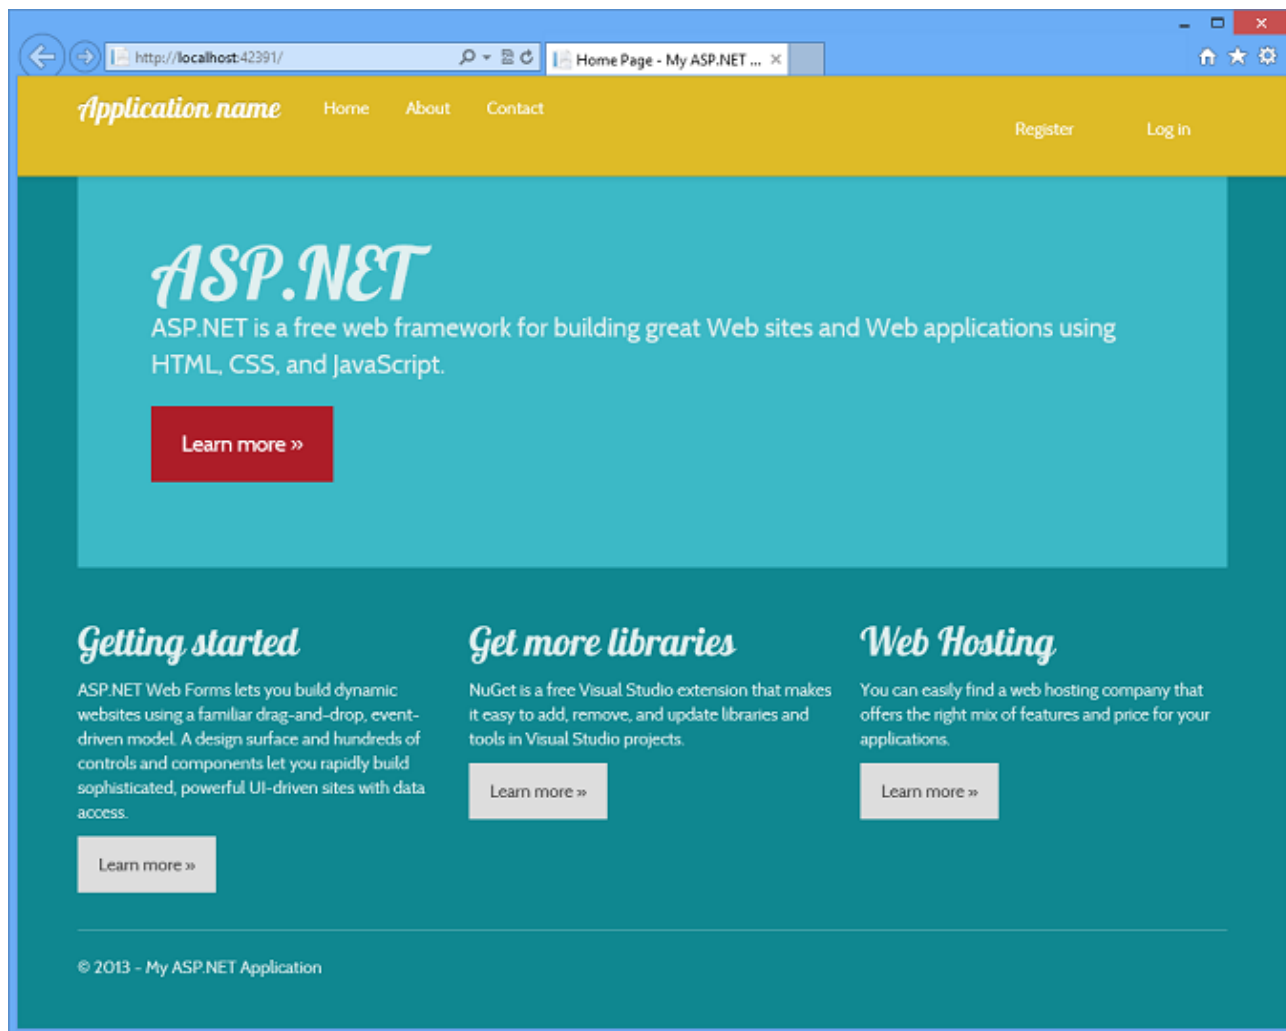 http://localhost:42391/
Home Page - My ASP.NET ...
Application name
Home
About
Contact
Register
Log in
ASP.NET
ASP.NET is a free web framework for building great Web sites and Web applications using
HTML, CSS, and JavaScript.
Learn more »
Getting started
ASP.NET Web Forms lets you build dynamic
websites using a familiar drag-and-drop, event-
driven model. A design surface and hundreds of
controls and components let you rapidly build
sophisticated, powerful UI-driven sites with data
access.
Learn more »
Get more libraries
NuGet is a free Visual Studio extension that makes
it easy to add, remove, and update libraries and
tools in Visual Studio projects.
Learn more »
Web Hosting
You can easily find a web hosting company that
offers the right mix of features and price for your
applications.
Learn more »
© 2013 - My ASP.NET Application